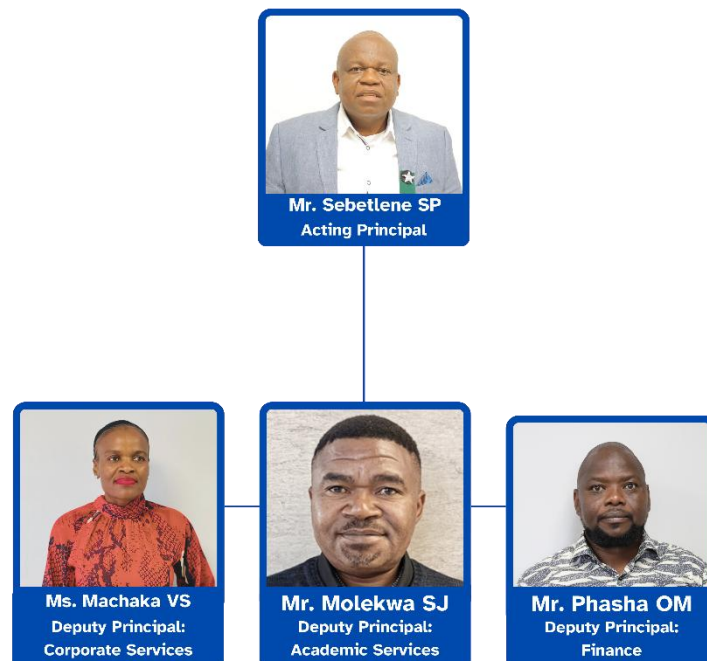 Mr. Sebetlene SP
Acting Principal
Ms. Machaka VS
Deputy Principal:
Corporate Services
Mr. Molekwa SJ
Deputy Principal:
Academic Services
Mr. Phasha OM
Deputy Principal:
Finance